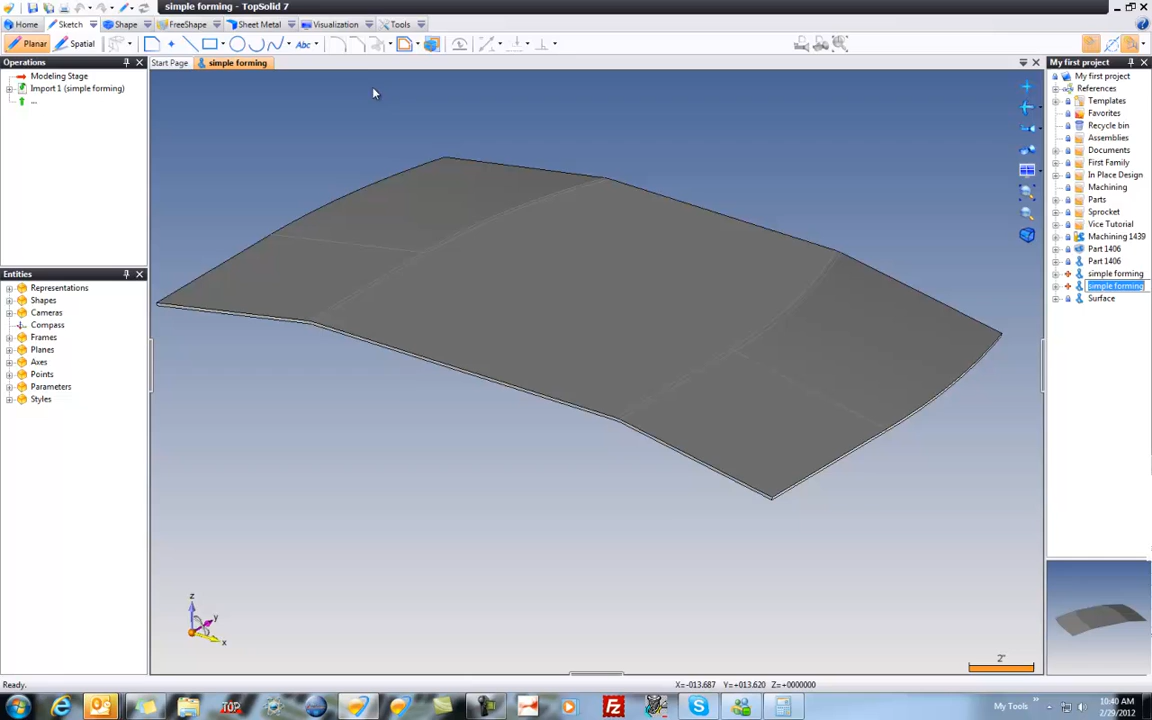 simple forming - TopSolid 7
Home
Sketch
Shape
FreeShape
Sheet Metal
Visualization
Tools
Planar
Spatial
Abc
Operations
Start Page
simple forming
My first project
Modeling Stage
Import 1 (simple forming)
...
My first project
References
Templates
Favorites
Recycle bin
Assemblies
Documents
First Family
In Place Design
Machining
Parts
Sprocket
Vice Tutorial
Machining 1439
Part 1406
Part 1406
simple forming
simple forming
Surface
Entities
Representations
Shapes
Cameras
Compass
Frames
Planes
Axes
Points
Parameters
Styles
z
y
x
2"
Ready.
X=-013.687 Y=+013.620 Z=+0000000
TOP
FZ
My Tools
10:40 AM
2/29/2012